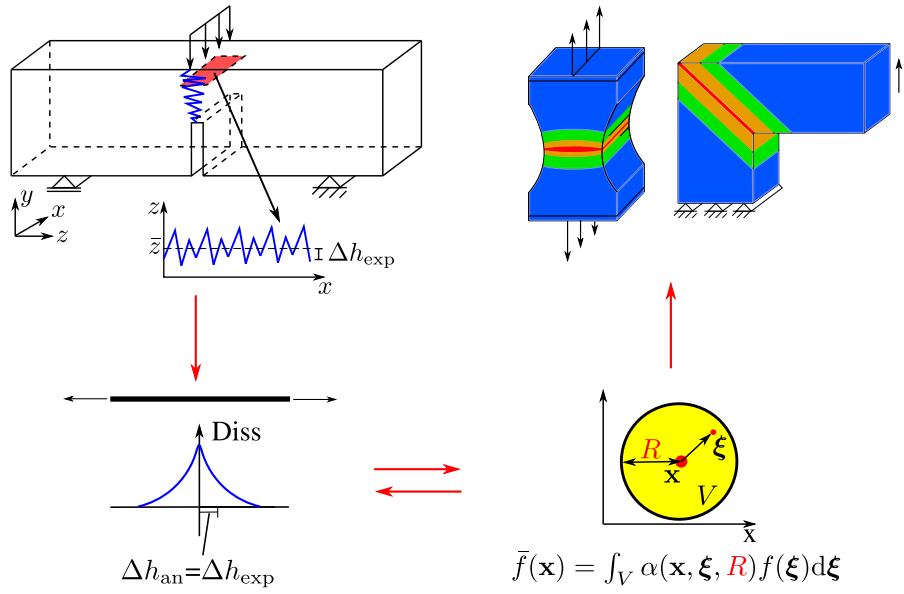 y
x
z
z
z̅
Δh_exp
x
Diss
Δh_an=Δh_exp
R
ξ
x
V
x
f̄(x) = ∫_V α(x, ξ, R)f(ξ)dξ